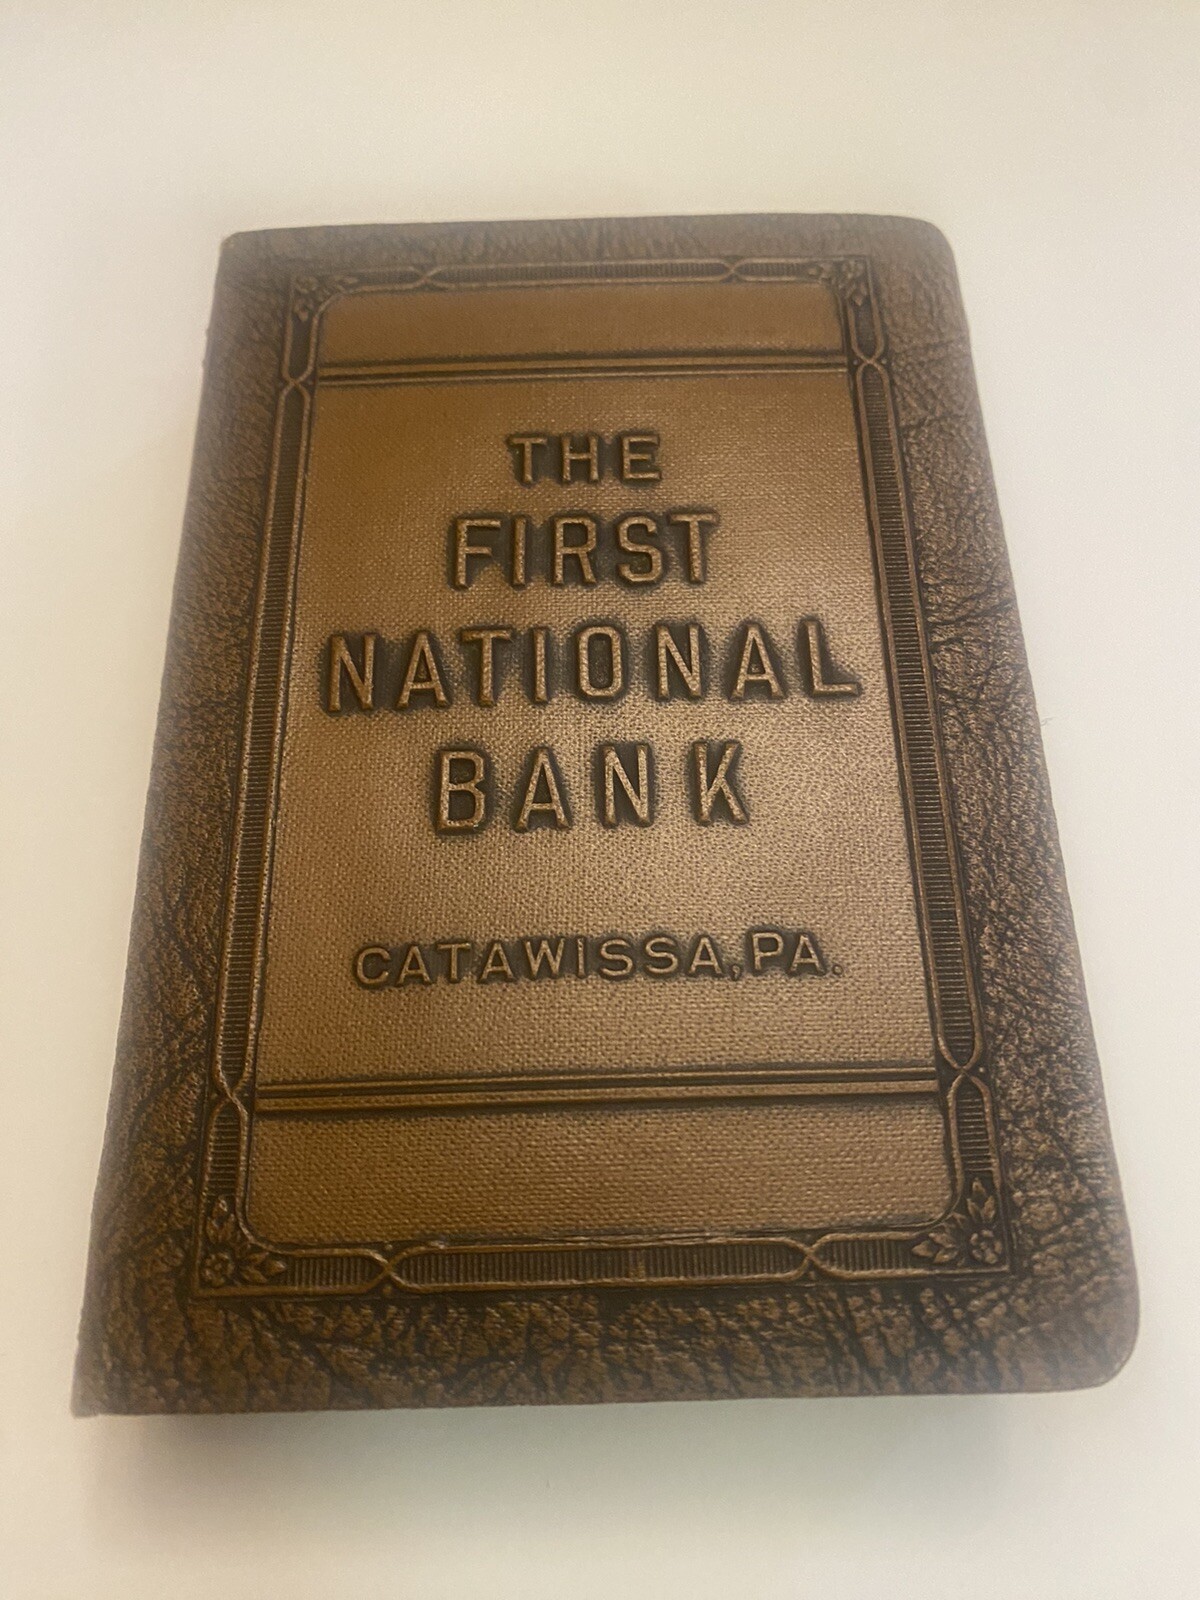 THE
FIRST
NATIONAL
BANK
CATAWISSA, PA.